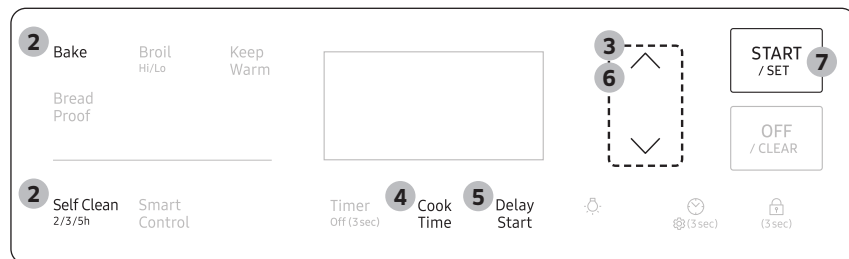 2
Bake
Broil
Hi/Lo
Keep
Warm
Bread
Proof
3
6
START
/ SET
7
OFF
/ CLEAR
2
Self Clean
2/3/5h
Smart
Control
Timer
Off (3 sec)
4
Cook
Time
5
Delay
Start
(3 sec)
(3 sec)